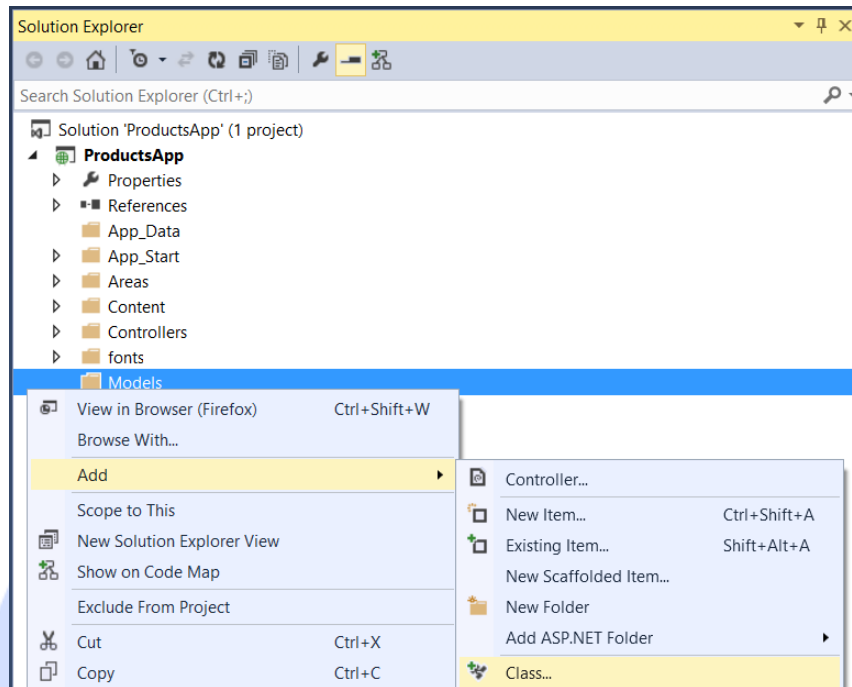 Solution Explorer
Search Solution Explorer (Ctrl+;)
Solution 'ProductsApp' (1 project)
ProductsApp
Properties
References
App_Data
App_Start
Areas
Content
Controllers
fonts
Models
View in Browser (Firefox) Ctrl+Shift+W
Browse With...
Add
Scope to This
New Solution Explorer View
Show on Code Map
Exclude From Project
Cut Ctrl+X
Copy Ctrl+C
Controller...
New Item... Ctrl+Shift+A
Existing Item... Shift+Alt+A
New Scaffolded Item...
New Folder
Add ASP.NET Folder
Class...